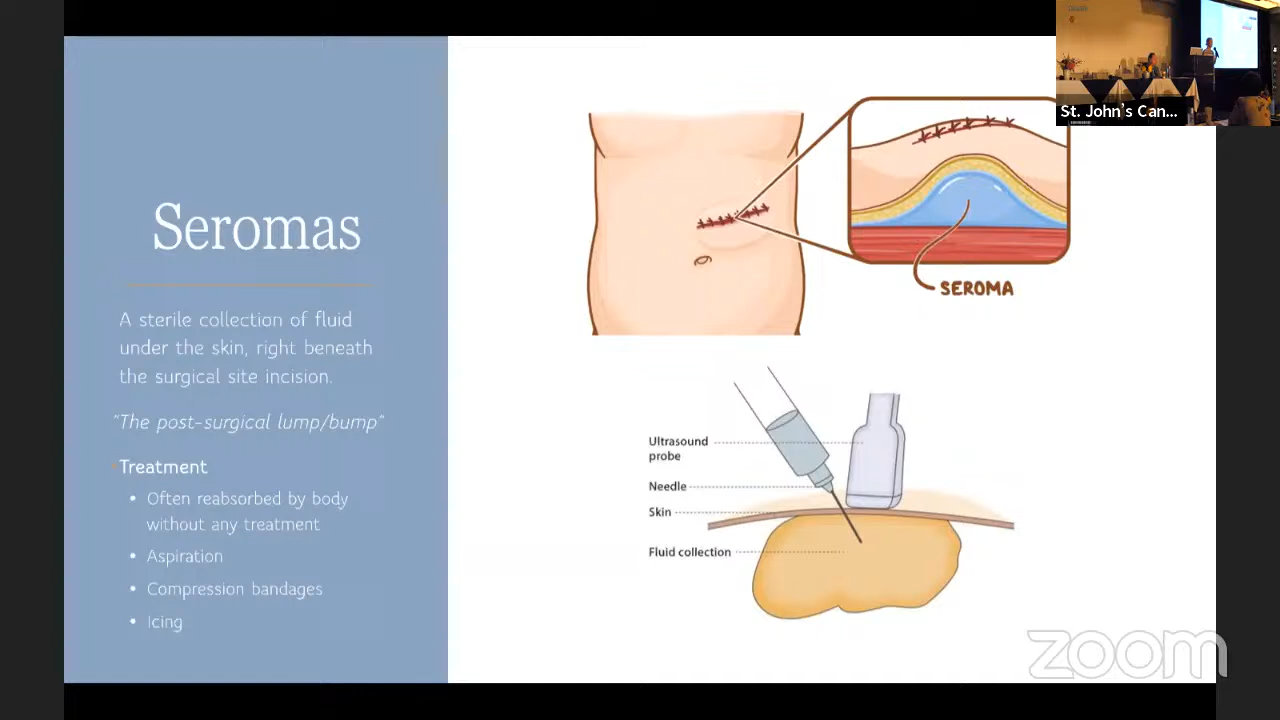 Seromas
A sterile collection of fluid
under the skin, right beneath
the surgical site incision.
"The post-surgical lump/bump"
Treatment
• Often reabsorbed by body
without any treatment
• Aspiration
• Compression bandages
• Icing
SEROMA
Ultrasound
probe
Needle
Skin
Fluid collection
St. John's Can...
zoom